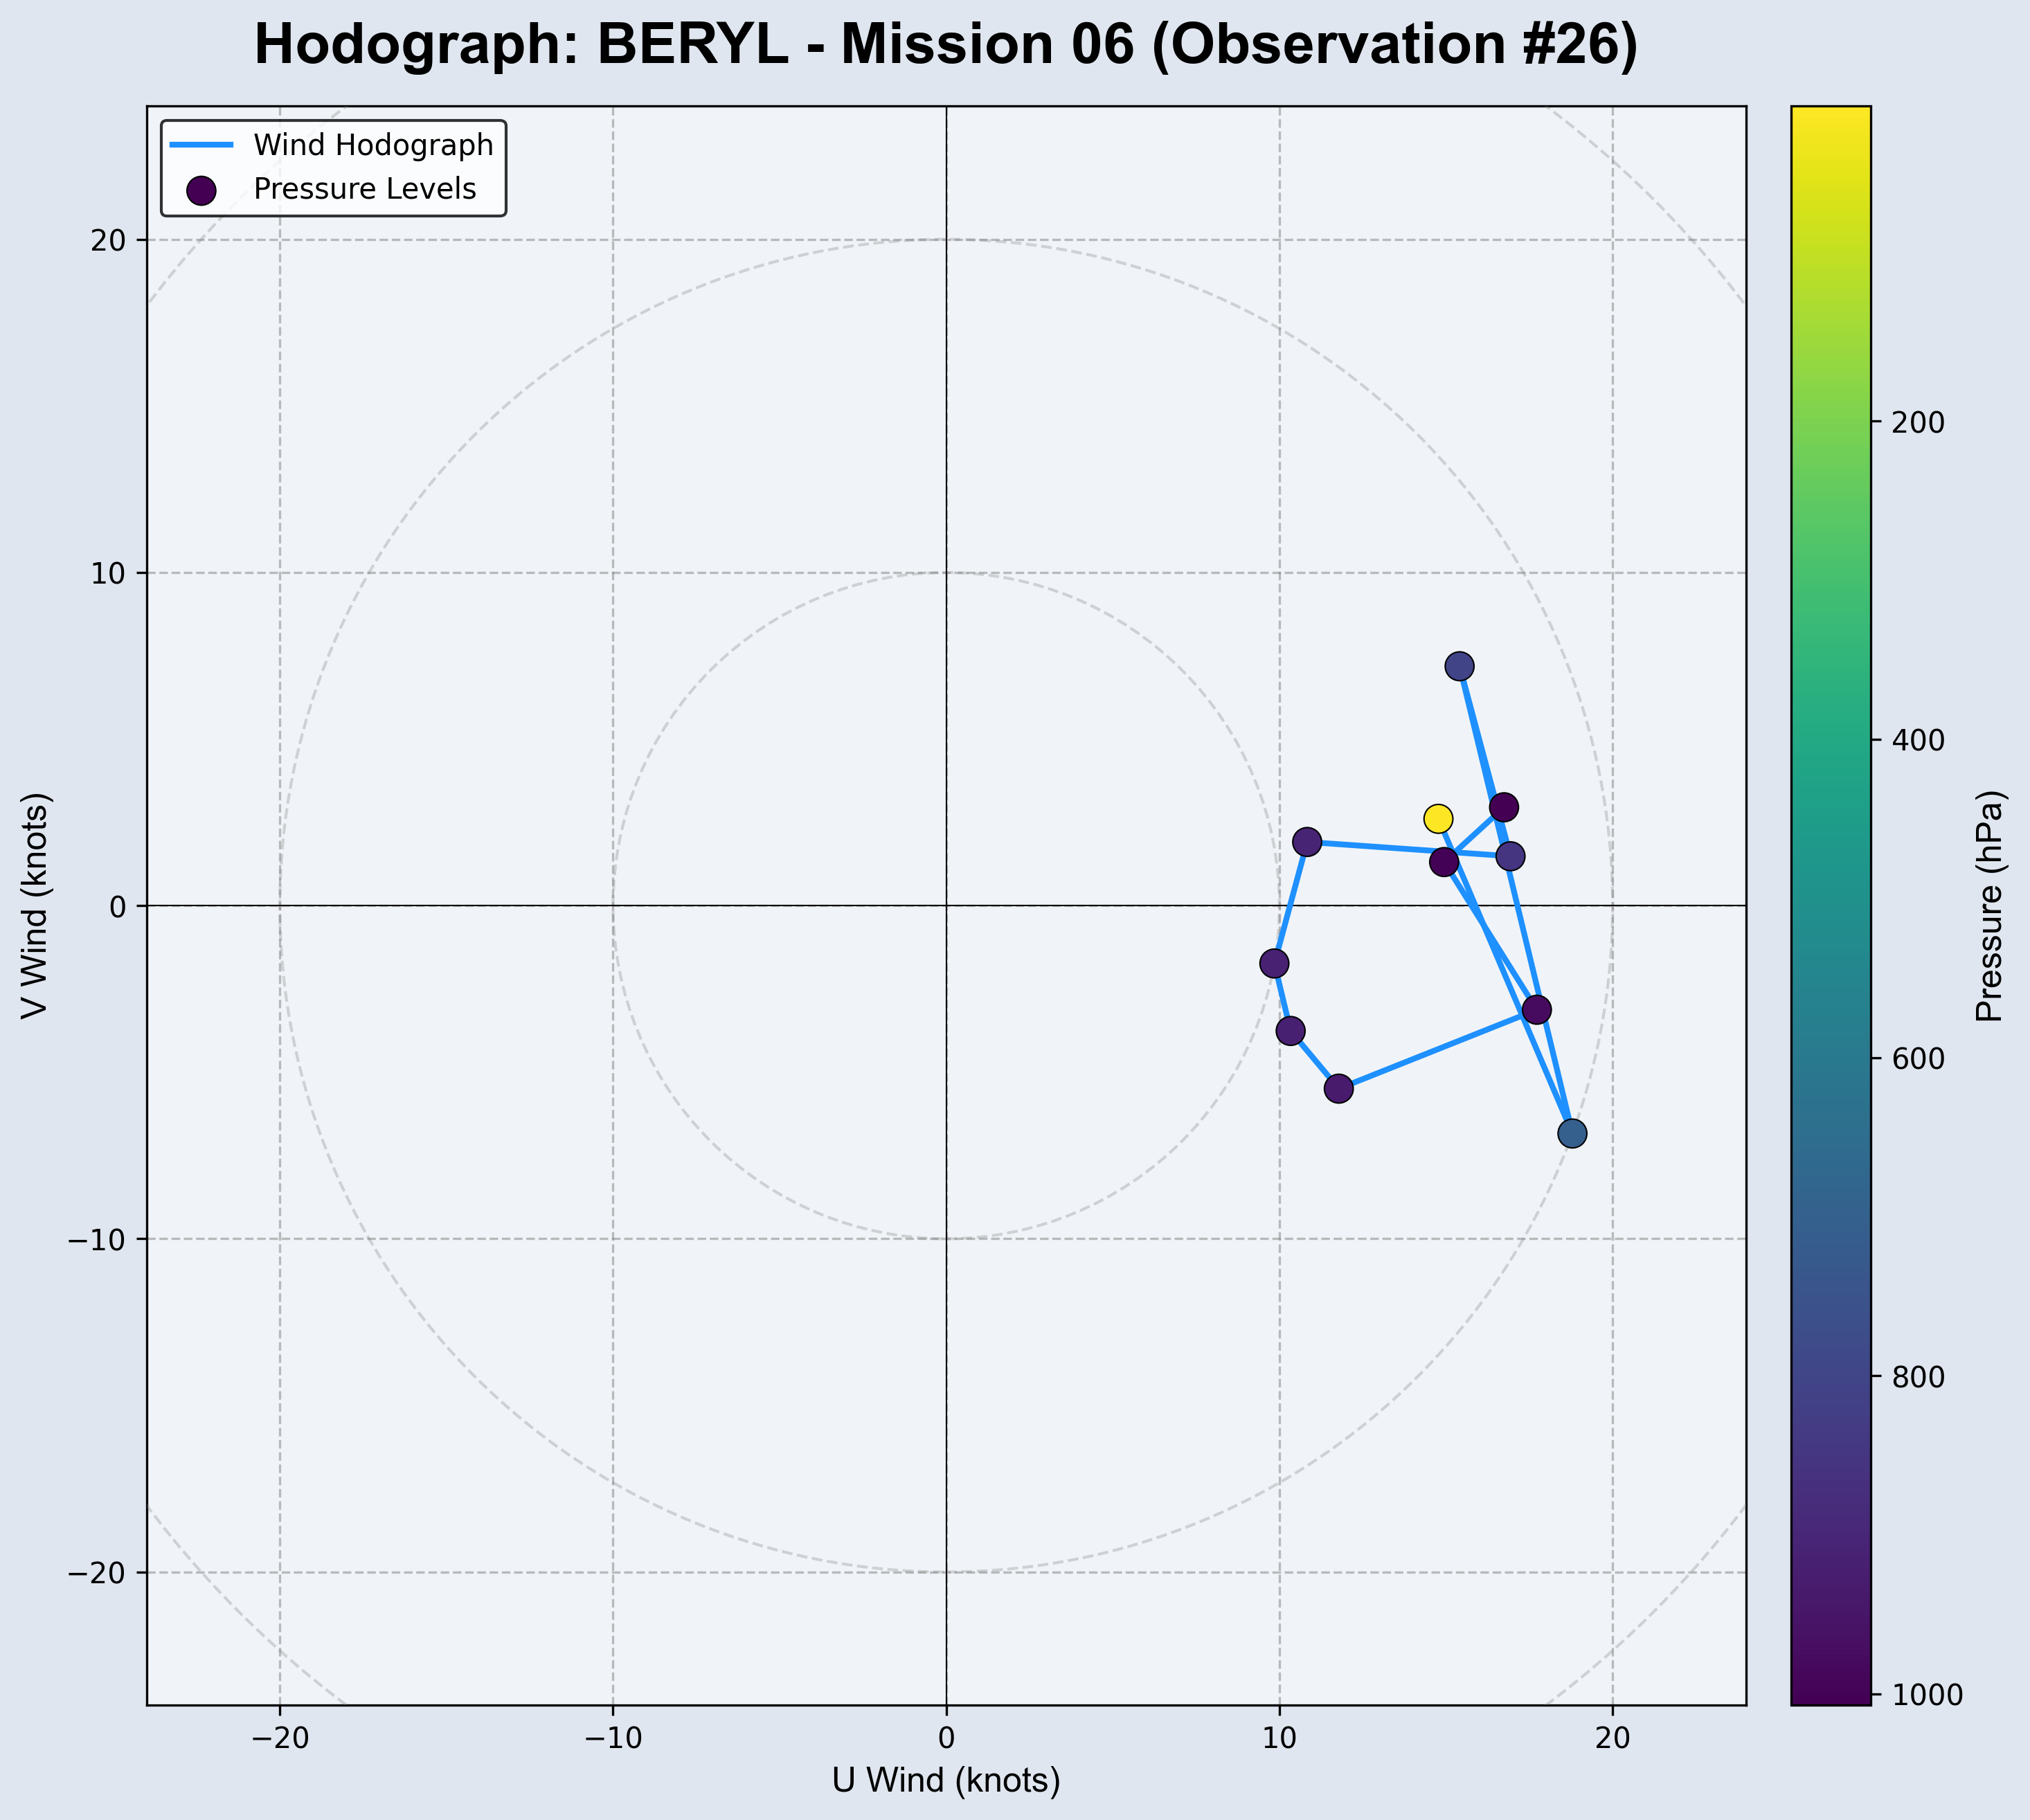 Hodograph: BERYL - Mission 06 (Observation #26)
Wind Hodograph
Pressure Levels
20
10
0
−10
−20
V Wind (knots)
−20
−10
0
10
20
U Wind (knots)
200
400
600
800
1000
Pressure (hPa)